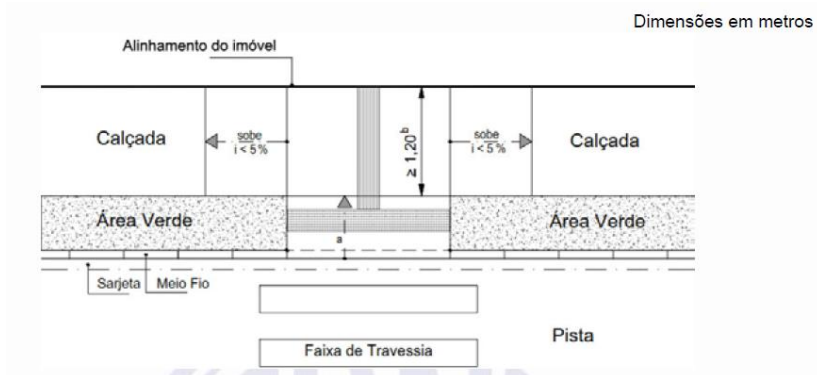 Dimensões em metros
Alinhamento do imóvel
Calçada
sobe
i < 5 %
≥ 1,20ᵇ
sobe
i < 5 %
Calçada
Área Verde
a
Área Verde
Sarjeta
Meio Fio
Pista
Faixa de Travessia